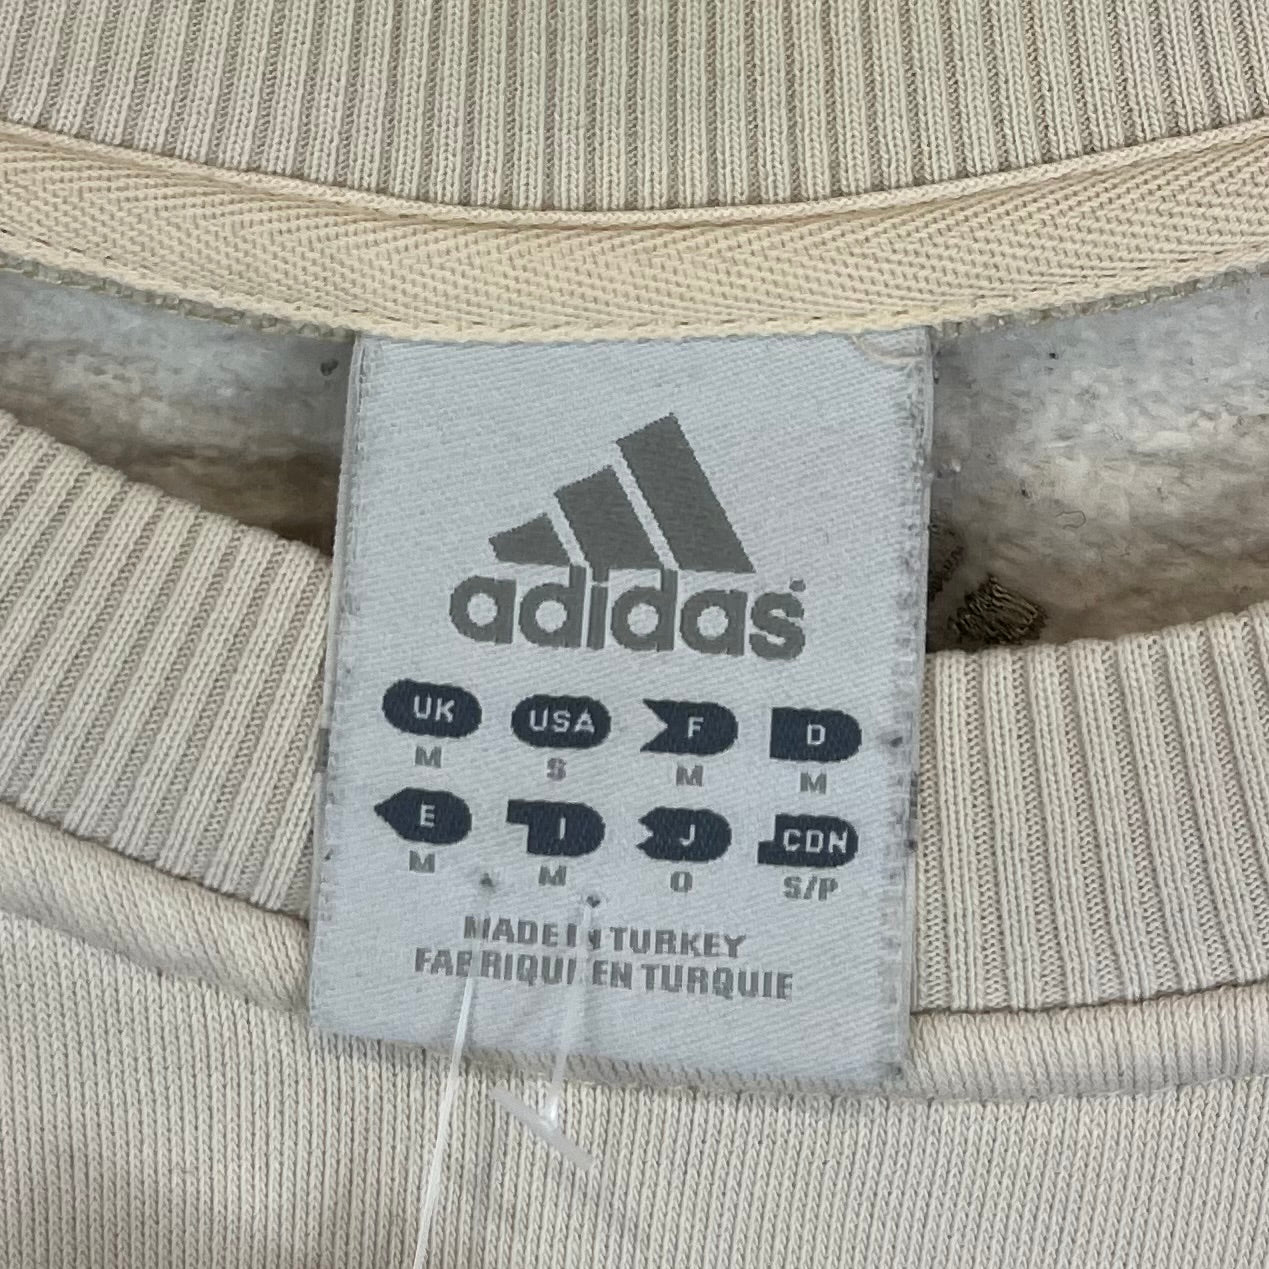 adidas
UK USA F D
M S M M
E I J CDN
M M O S/P
MADE IN TURKEY
FABRIQUE EN TURQUIE